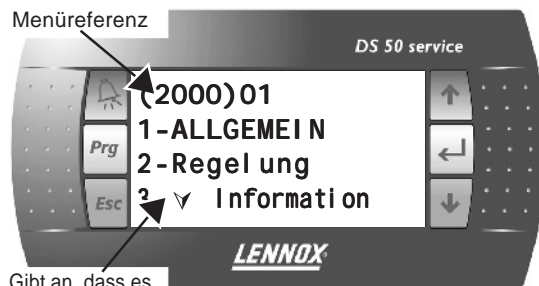 Menüreferenz
DS 50 service
(2000)01
1-ALLGEMEIN
Prg
2-Regelung
Esc
3 ⋎ Information
LENNOX
Gibt an, dass es